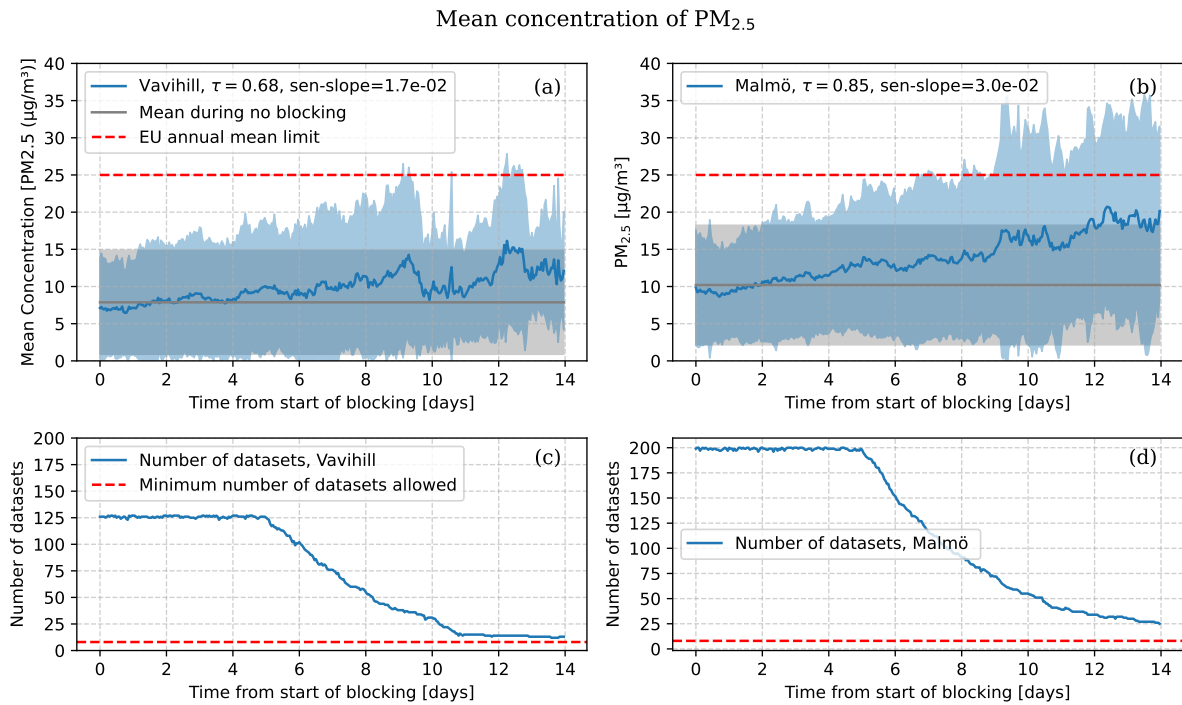 Mean concentration of PM2.5
Mean Concentration [PM2.5 (µg/m³)]
40
35
30
25
20
15
10
5
0
Vavihill, τ = 0.68, sen-slope=1.7e-02
Mean during no blocking
EU annual mean limit
(a)
0 2 4 6 8 10 12 14
Time from start of blocking [days]
PM2.5 [µg/m³]
40
35
30
25
20
15
10
5
0
Malmö, τ = 0.85, sen-slope=3.0e-02
(b)
0 2 4 6 8 10 12 14
Time from start of blocking [days]
Number of datasets
200
175
150
125
100
75
50
25
0
Number of datasets, Vavihill
Minimum number of datasets allowed
(c)
0 2 4 6 8 10 12 14
Time from start of blocking [days]
Number of datasets
200
175
150
125
100
75
50
25
0
(d)
Number of datasets, Malmö
0 2 4 6 8 10 12 14
Time from start of blocking [days]